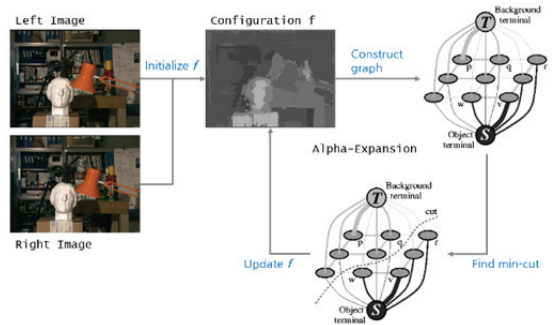 Left Image
Configuration f
Background
terminal
T
Initialize f
Construct
graph
p
q
r
w
v
Object
terminal
S
Alpha-Expansion
Background
terminal
T
cut
p
q
r
w
v
Object
terminal
S
Right Image
Update f
Find min-cut